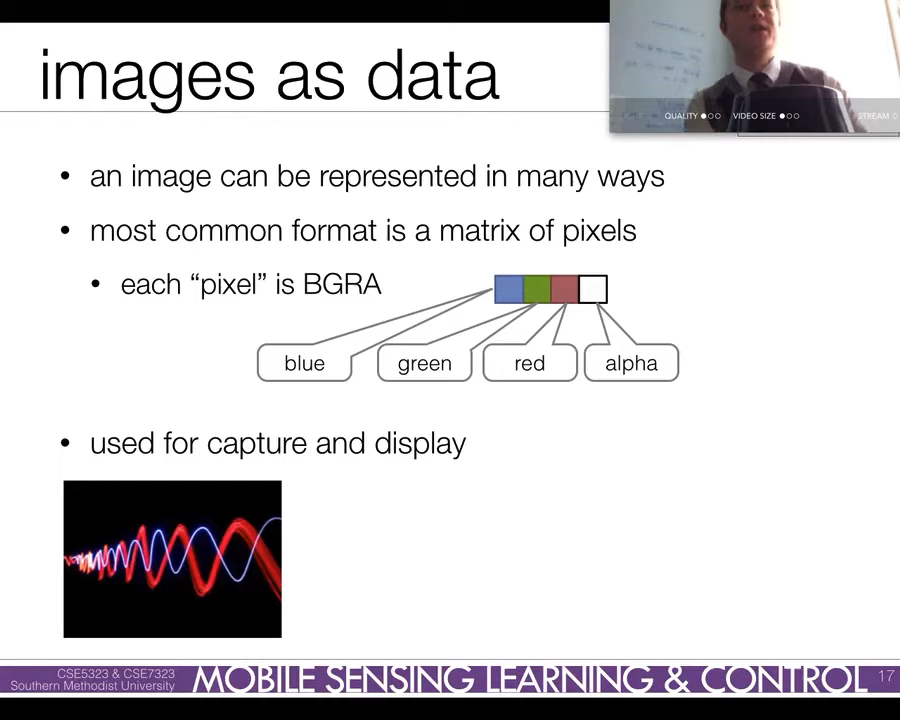 images as data
QUALITY VIDEO SIZE STREAM
• an image can be represented in many ways
• most common format is a matrix of pixels
• each “pixel” is BGRA
blue green red alpha
• used for capture and display
CSE5323 & CSE7323
Southern Methodist University
MOBILE SENSING LEARNING & CONTROL
17